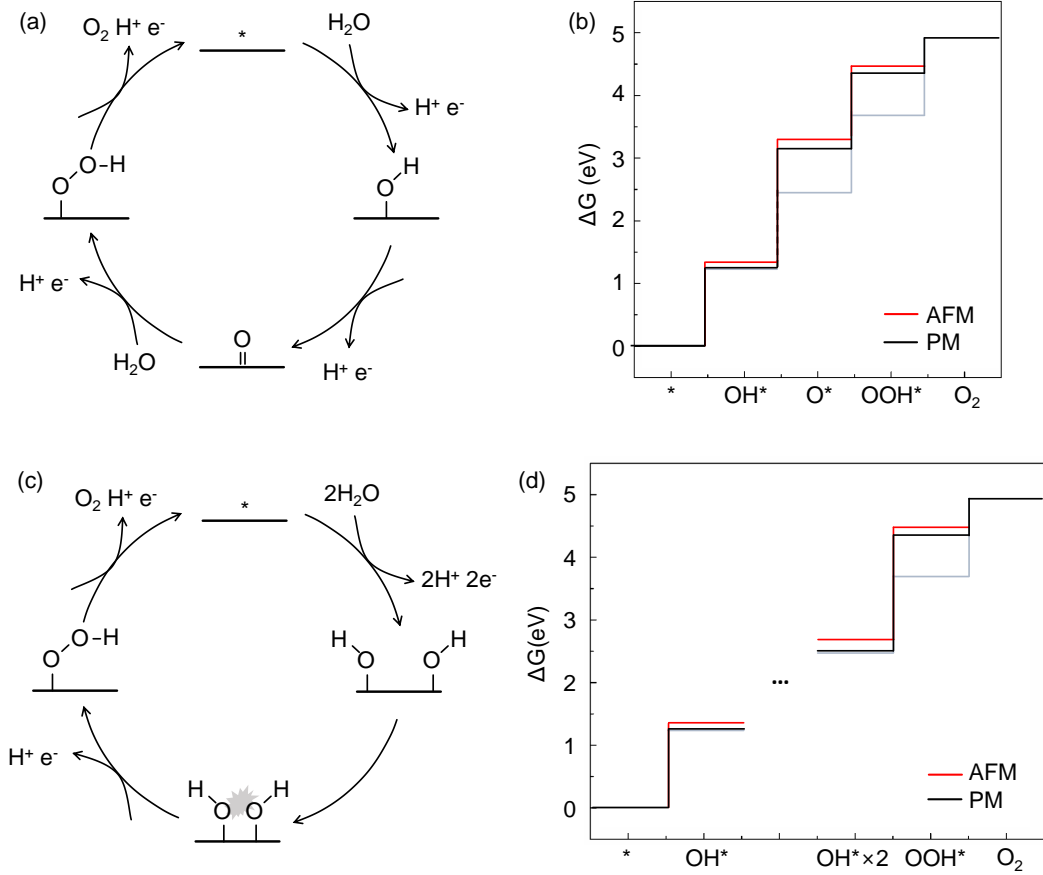 (a)
O₂ H⁺ e⁻
*
H₂O
H⁺ e⁻
O-H
O
H
O
H⁺ e⁻
H₂O
O
H⁺ e⁻
(b)
ΔG (eV)
5
4
3
2
1
0
AFM
PM
* OH* O* OOH* O₂
(c)
O₂ H⁺ e⁻
*
2H₂O
2H⁺ 2e⁻
O-H
O
H H
O O
H⁺ e⁻
H H
O O
(d)
ΔG(eV)
5
4
3
2
1
0
...
AFM
PM
* OH* OH*×2 OOH* O₂